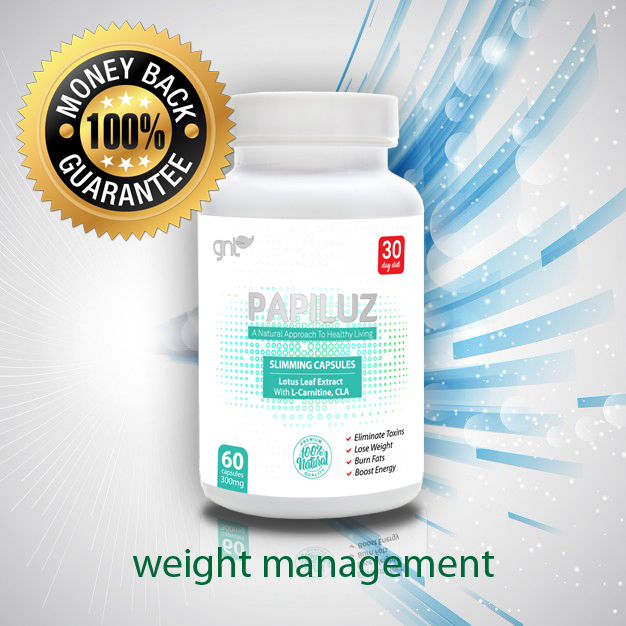 MONEY BACK
100%
GUARANTEE
gnt
30
day diet
PAPILUZ
A Natural Approach To Healthy Living
SLIMMING CAPSULES
Lotus Leaf Extract
With L-Carnitine, CLA
PREMIUM
100%
Natural
QUALITY
Eliminate Toxins
Lose Weight
Burn Fats
Boost Energy
60
capsules
300mg
weight management